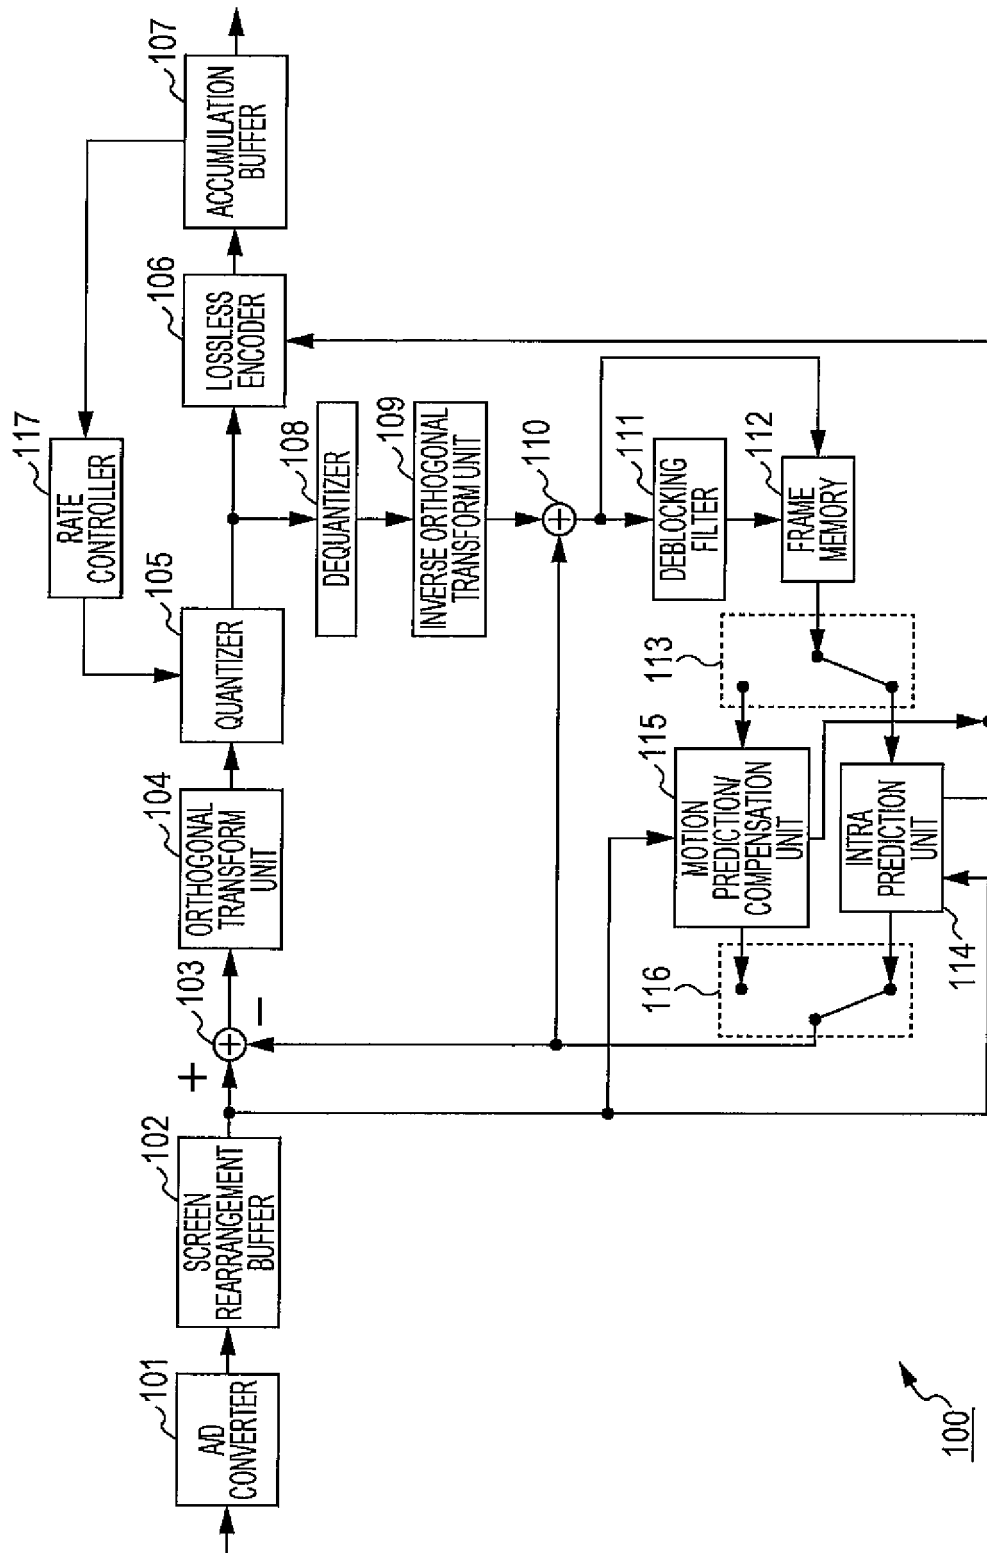 101
A/D
CONVERTER
102
SCREEN
REARRANGEMENT
BUFFER
+
103
+
−
104
ORTHOGONAL
TRANSFORM
UNIT
105
QUANTIZER
117
RATE
CONTROLLER
106
LOSSLESS
ENCODER
107
ACCUMULATION
BUFFER
108
DEQUANTIZER
109
INVERSE ORTHOGONAL
TRANSFORM UNIT
110
+
111
DEBLOCKING
FILTER
112
FRAME
MEMORY
113
115
MOTION
PREDICTION/
COMPENSATION
UNIT
116
INTRA
PREDICTION
UNIT
114
100